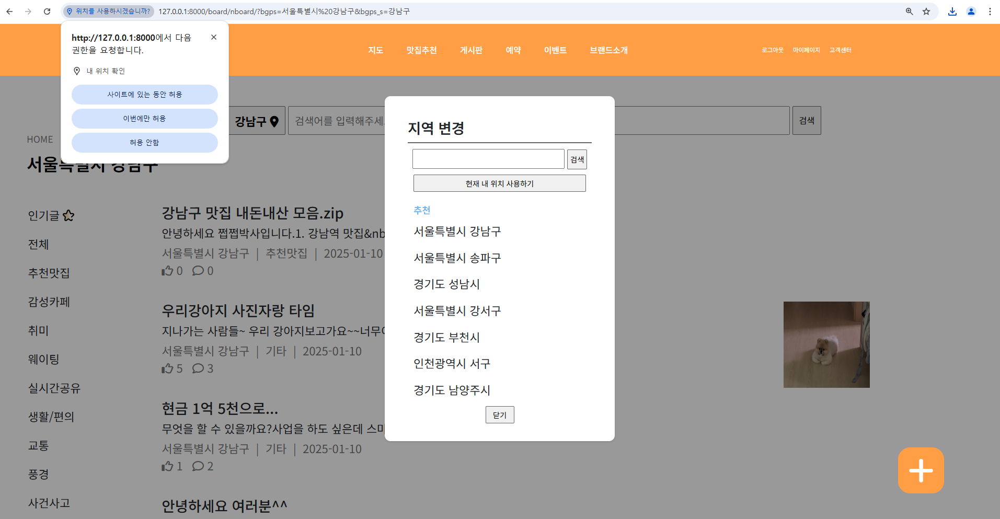 위치를 사용하시겠습니까?
127.0.0.1:8000/board/nboard/?bgps=서울특별시%20강남구&bgps_s=강남구
http://127.0.0.1:8000에서 다음
권한을 요청합니다.
내 위치 확인
사이트에 있는 동안 허용
이번에만 허용
허용 안함
지도 맛집추천 게시판 예약 이벤트 브랜드소개
로그아웃 마이페이지 고객센터
강남구
검색어를 입력해주세.
검색
HOME
서울특별시 강남구
인기글
전체
추천맛집
감성카페
취미
웨이팅
실시간공유
생활/편의
교통
풍경
사건사고
강남구 맛집 내돈내산 모음.zip
안녕하세요 쩝쩝박사입니다.1. 강남역 맛집&nb
서울특별시 강남구 | 추천맛집 | 2025-01-10
0 0
우리강아지 사진자랑 타임
지나가는 사람들~ 우리 강아지보고가요~~너무
서울특별시 강남구 | 기타 | 2025-01-10
5 3
현금 1억 5천으로...
무엇을 할 수 있을까요?사업을 하도 싶은데 스마
서울특별시 강남구 | 기타 | 2025-01-10
1 2
안녕하세요 여러분^^
지역 변경
검색
현재 내 위치 사용하기
추천
서울특별시 강남구
서울특별시 송파구
경기도 성남시
서울특별시 강서구
경기도 부천시
인천광역시 서구
경기도 남양주시
닫기